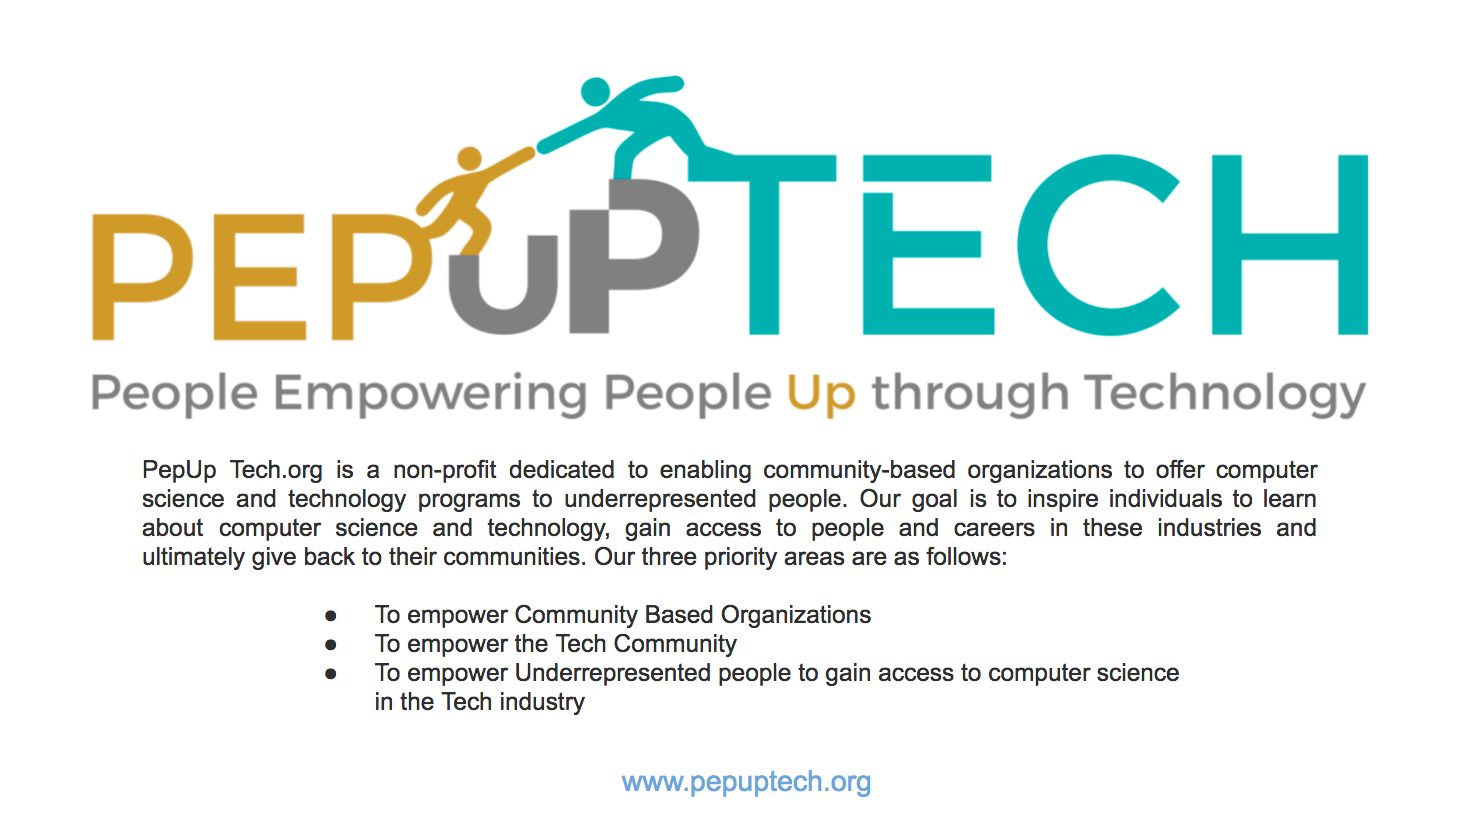 PEPUPTECH
People Empowering People Up through Technology
PepUp Tech.org is a non-profit dedicated to enabling community-based organizations to offer computer
science and technology programs to underrepresented people. Our goal is to inspire individuals to learn
about computer science and technology, gain access to people and careers in these industries and
ultimately give back to their communities. Our three priority areas are as follows:
● To empower Community Based Organizations
● To empower the Tech Community
● To empower Underrepresented people to gain access to computer science
in the Tech industry
www.pepuptech.org